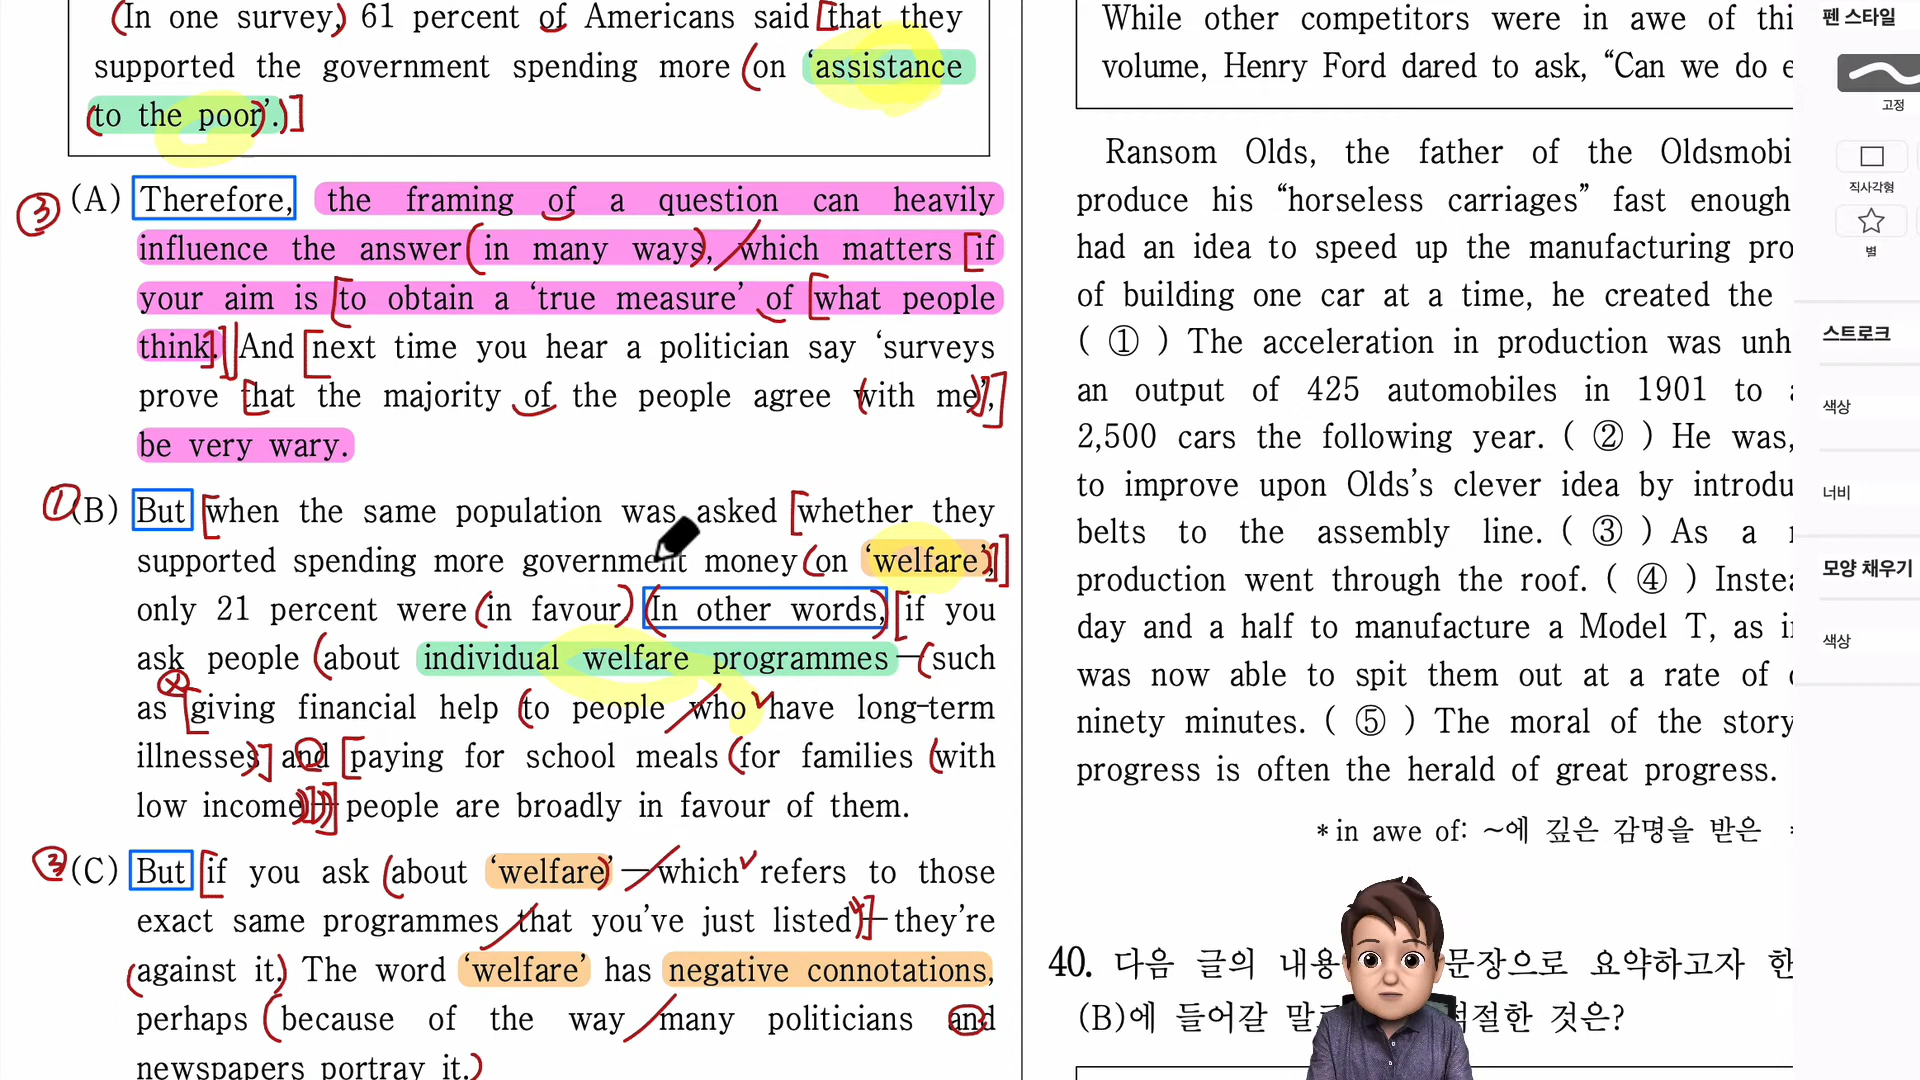 (In one survey,) 61 percent of Americans said [that they
supported the government spending more (on ‘assistance
(to the poor’.)]
③ (A) Therefore, the framing of a question can heavily
influence the answer (in many ways), which matters [if
your aim is [to obtain a ‘true measure’ of [what people
think.]] And [next time you hear a politician say ‘surveys
prove [that the majority of the people agree (with me)’,]]
be very wary.
① (B) But [when the same population was asked [whether they
supported spending more government money (on ‘welfare’,)]]
only 21 percent were (in favour) (In other words,) [if you
ask people (about individual welfare programmes — (such
as [giving financial help (to people who have long-term
illnesses)] and [paying for school meals (for families (with
low income)))]— people are broadly in favour of them.
② (C) But [if you ask (about ‘welfare’) — which refers to those
exact same programmes that you’ve just listed]— they’re
(against it.) The word ‘welfare’ has negative connotations,
perhaps (because of the way many politicians and
newspapers portray it.)
While other competitors were in awe of
volume, Henry Ford dared to ask, “Can we do
Ransom Olds, the father of the
produce his “horseless carriages” fast enough
had an idea to speed up the manufacturing
of building one car at a time, he created the
( ① ) The acceleration in production was
an output of 425 automobiles in 1901 to
2,500 cars the following year. ( ② ) He was,
to improve upon Olds’s clever idea by
belts to the assembly line. ( ③ ) As a
production went through the roof. ( ④ )
day and a half to manufacture a Model T, as
was now able to spit them out at a rate of
ninety minutes. ( ⑤ ) The moral of the story
progress is often the herald of great progress.
*in awe of: ~에 깊은 감명을 받은 *
40. 다음 글의 내용 문장으로 요약하고자 한
(B)에 들어갈 적절한 것은?
펜 스타일
고정
직사각형
별
스트로크
색상
너비
모양 채우기
색상